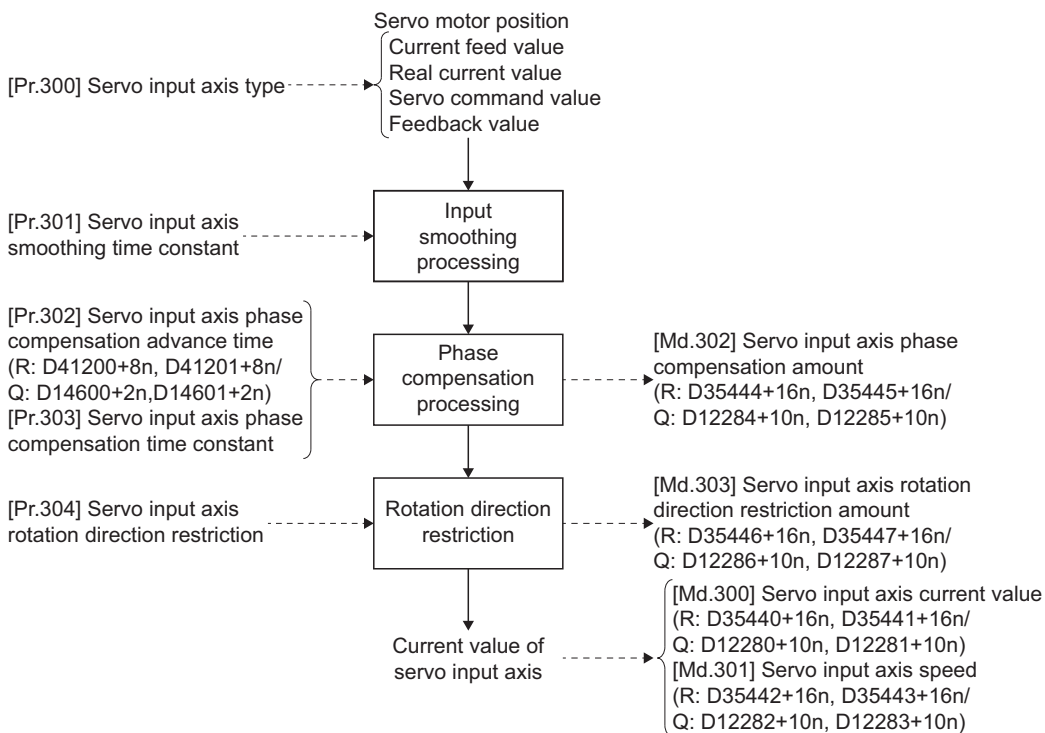 Servo motor position
Current feed value
Real current value
Servo command value
Feedback value
[Pr.300] Servo input axis type
[Pr.301] Servo input axis
smoothing time constant
Input
smoothing
processing
[Pr.302] Servo input axis phase
compensation advance time
(R: D41200+8n, D41201+8n/
Q: D14600+2n,D14601+2n)
[Pr.303] Servo input axis phase
compensation time constant
Phase
compensation
processing
[Md.302] Servo input axis phase
compensation amount
(R: D35444+16n, D35445+16n/
Q: D12284+10n, D12285+10n)
[Pr.304] Servo input axis
rotation direction restriction
Rotation direction
restriction
[Md.303] Servo input axis rotation
direction restriction amount
(R: D35446+16n, D35447+16n/
Q: D12286+10n, D12287+10n)
Current value of
servo input axis
[Md.300] Servo input axis current value
(R: D35440+16n, D35441+16n/
Q: D12280+10n, D12281+10n)
[Md.301] Servo input axis speed
(R: D35442+16n, D35443+16n/
Q: D12282+10n, D12283+10n)